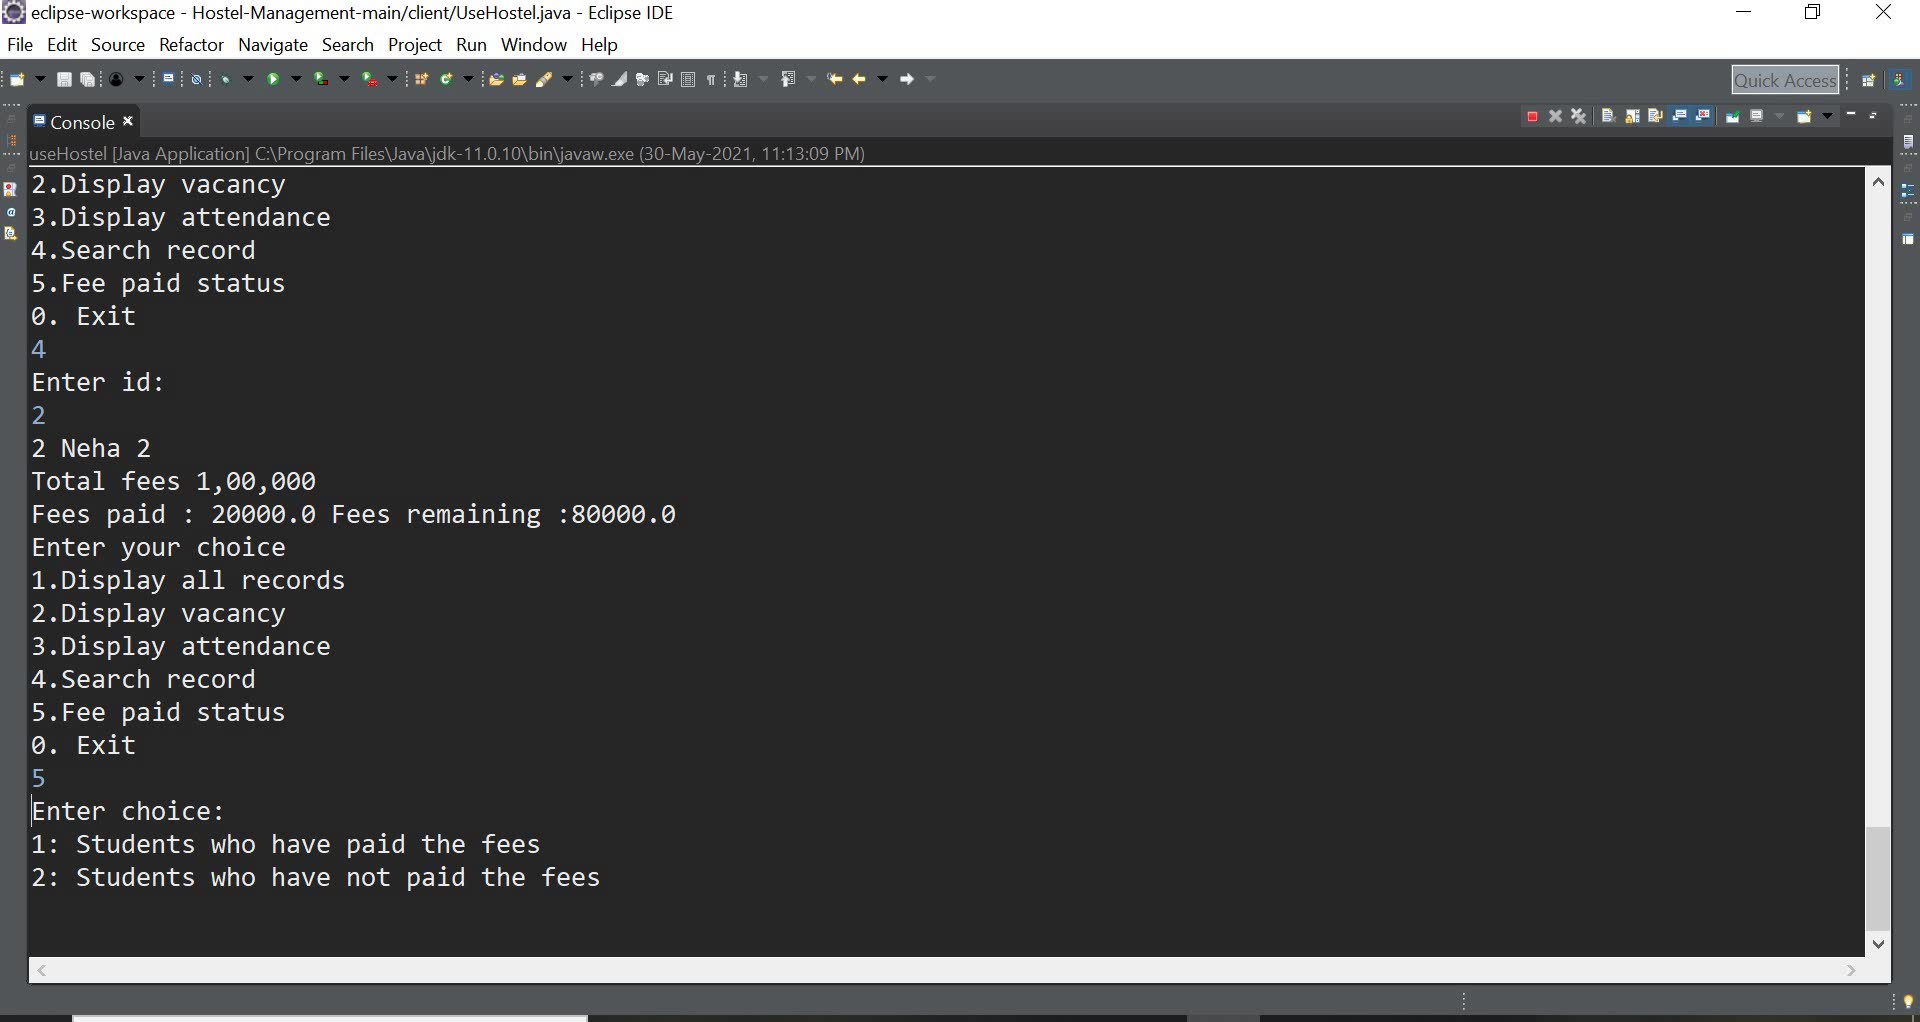 eclipse-workspace - Hostel-Management-main/client/UseHostel.java - Eclipse IDE
File Edit Source Refactor Navigate Search Project Run Window Help
Quick Access
Console
useHostel [Java Application] C:\Program Files\Java\jdk-11.0.10\bin\javaw.exe (30-May-2021, 11:13:09 PM)
2.Display vacancy
3.Display attendance
4.Search record
5.Fee paid status
0. Exit
4
Enter id:
2
2 Neha 2
Total fees 1,00,000
Fees paid : 20000.0 Fees remaining :80000.0
Enter your choice
1.Display all records
2.Display vacancy
3.Display attendance
4.Search record
5.Fee paid status
0. Exit
5
Enter choice:
1: Students who have paid the fees
2: Students who have not paid the fees